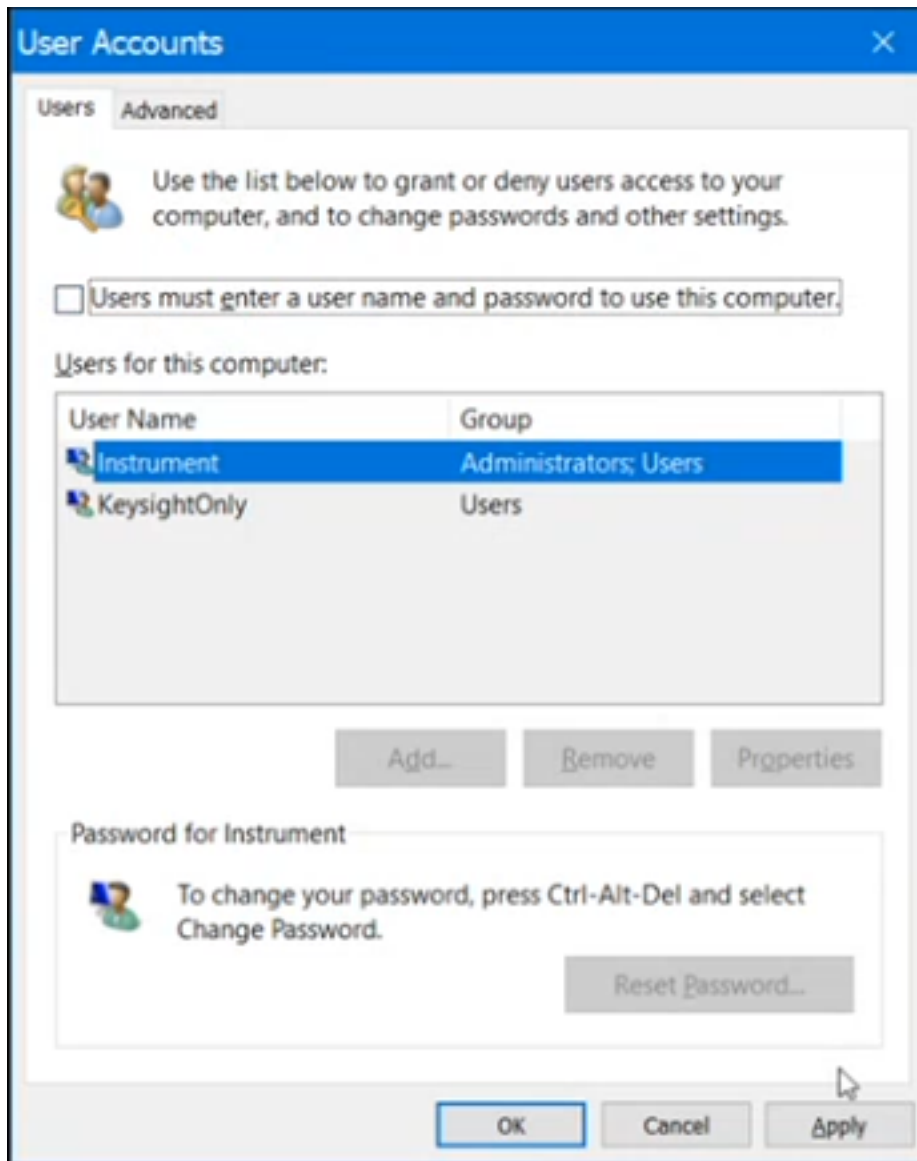 User Accounts
Users
Advanced
Use the list below to grant or deny users access to your
computer, and to change passwords and other settings.
Users must enter a user name and password to use this computer.
Users for this computer:
User Name Group
Instrument Administrators; Users
KeysightOnly Users
Add... Remove Properties
Password for Instrument
To change your password, press Ctrl-Alt-Del and select
Change Password.
Reset Password...
OK Cancel Apply